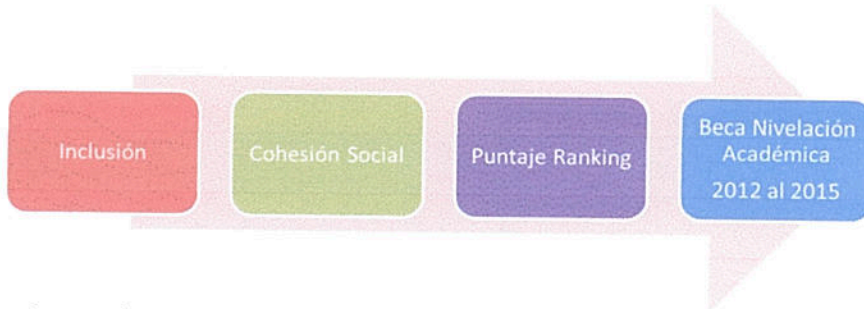 Inclusión
Cohesión Social
Puntaje Ranking
Beca Nivelación
Académica
2012 al 2015